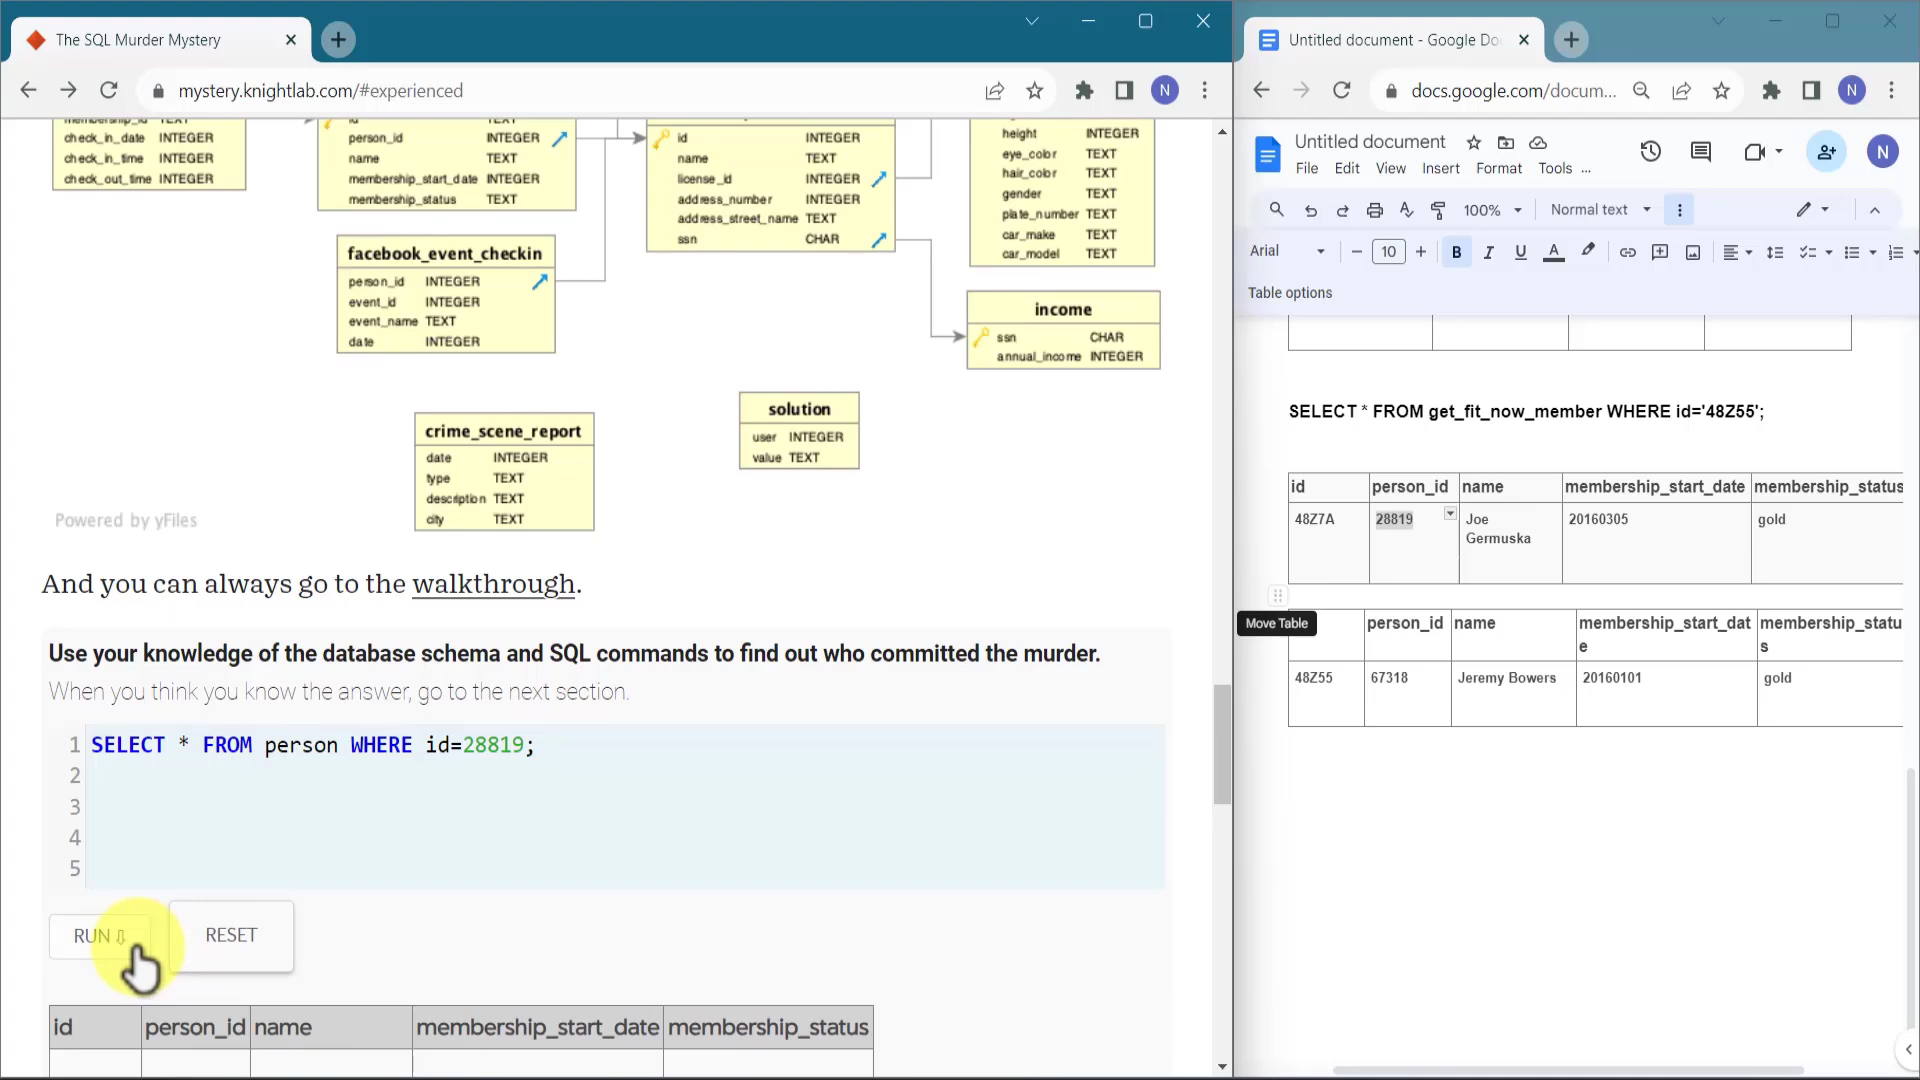 The SQL Murder Mystery
mystery.knightlab.com/#experienced
N
check_in_date INTEGER
check_in_time INTEGER
check_out_time INTEGER
person_id INTEGER
name TEXT
membership_start_date INTEGER
membership_status TEXT
id INTEGER
name TEXT
license_id INTEGER
address_number INTEGER
address_street_name TEXT
ssn CHAR
height INTEGER
eye_color TEXT
hair_color TEXT
gender TEXT
plate_number TEXT
car_make TEXT
car_model TEXT
facebook_event_checkin
person_id INTEGER
event_id INTEGER
event_name TEXT
date INTEGER
income
ssn CHAR
annual_income INTEGER
crime_scene_report
date INTEGER
type TEXT
description TEXT
city TEXT
solution
user INTEGER
value TEXT
Powered by yFiles
And you can always go to the walkthrough.
Use your knowledge of the database schema and SQL commands to find out who committed the murder.
When you think you know the answer, go to the next section.
1 SELECT * FROM person WHERE id=28819;
2
3
4
5
RUN ⇩ RESET
id person_id name membership_start_date membership_status
Untitled document - Google Do
docs.google.com/docum...
N
Untitled document
N
File Edit View Insert Format Tools ...
100% Normal text
Arial 10 B I U A
Table options
SELECT * FROM get_fit_now_member WHERE id='48Z55';
id person_id name membership_start_date membership_status
48Z7A 28819 Joe 20160305 gold
Germuska
Move Table
person_id name membership_start_dat membership_statu
e s
48Z55 67318 Jeremy Bowers 20160101 gold